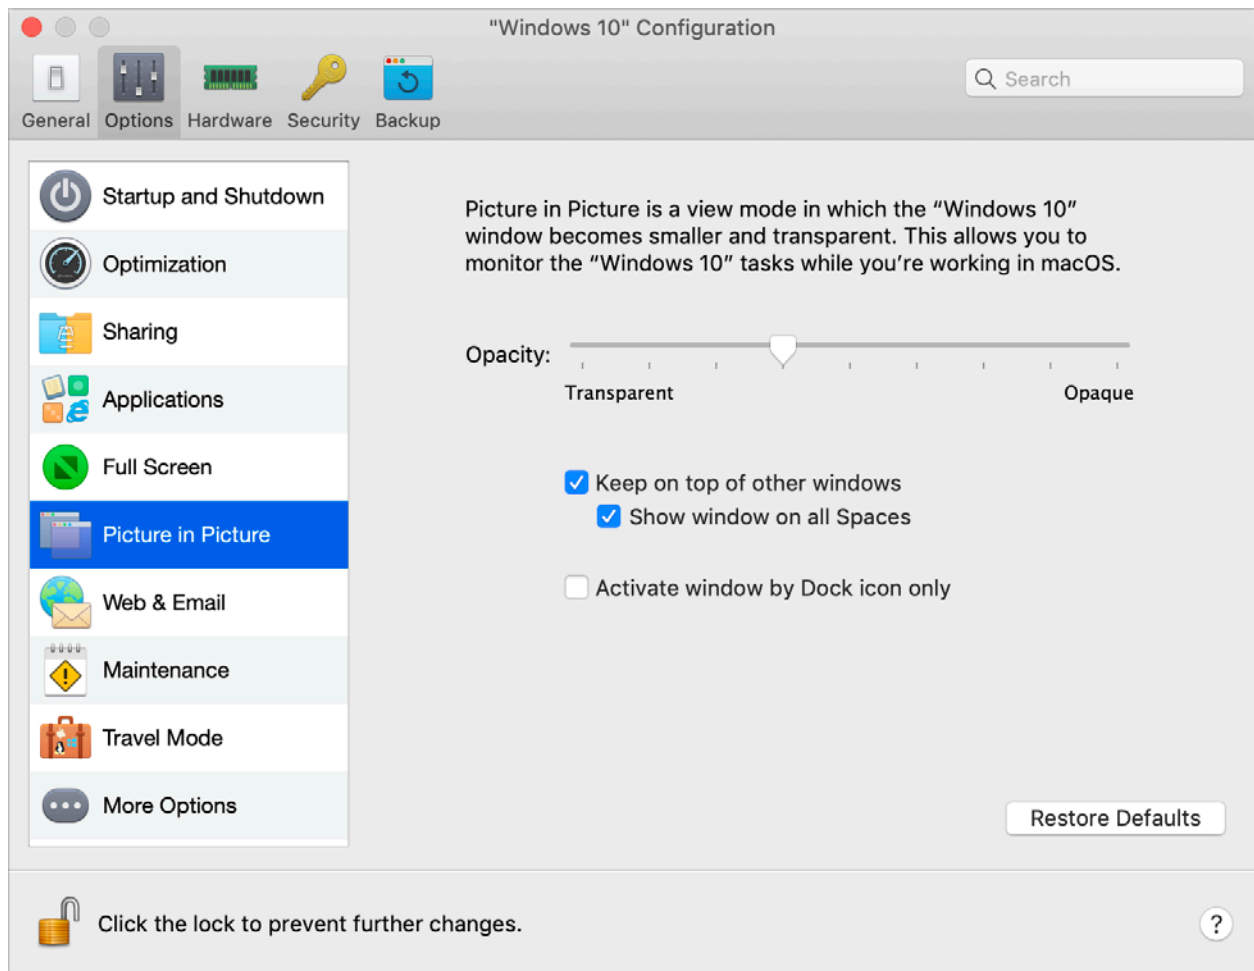 "Windows 10" Configuration
General Options Hardware Security Backup
Search
Startup and Shutdown
Optimization
Sharing
Applications
Full Screen
Picture in Picture
Web & Email
Maintenance
Travel Mode
More Options
Picture in Picture is a view mode in which the “Windows 10”
window becomes smaller and transparent. This allows you to
monitor the “Windows 10” tasks while you’re working in macOS.
Opacity:
Transparent Opaque
Keep on top of other windows
Show window on all Spaces
Activate window by Dock icon only
Restore Defaults
Click the lock to prevent further changes.
?